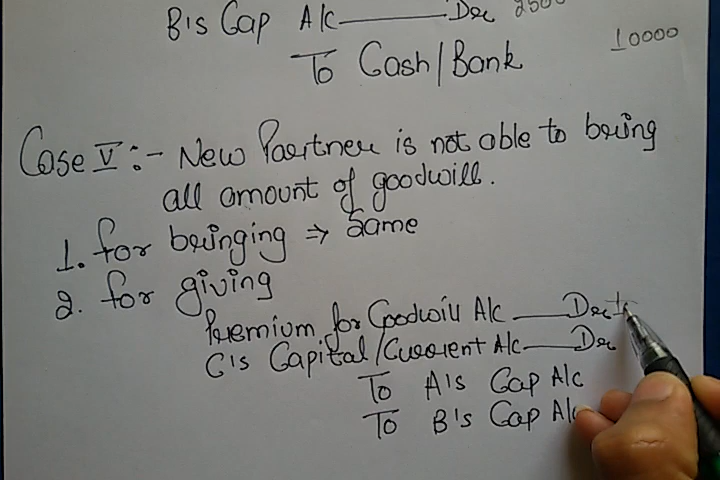 B's Cap A/c Dr 2500
To Cash/Bank 10000
Case V:- New Partner is not able to bring
all amount of goodwill.
1. for bringing ⇒ Same
2. for giving
Premium for Goodwill A/c Dr
C's Capital/Current A/c Dr
To A's Cap A/c
To B's Cap A/c